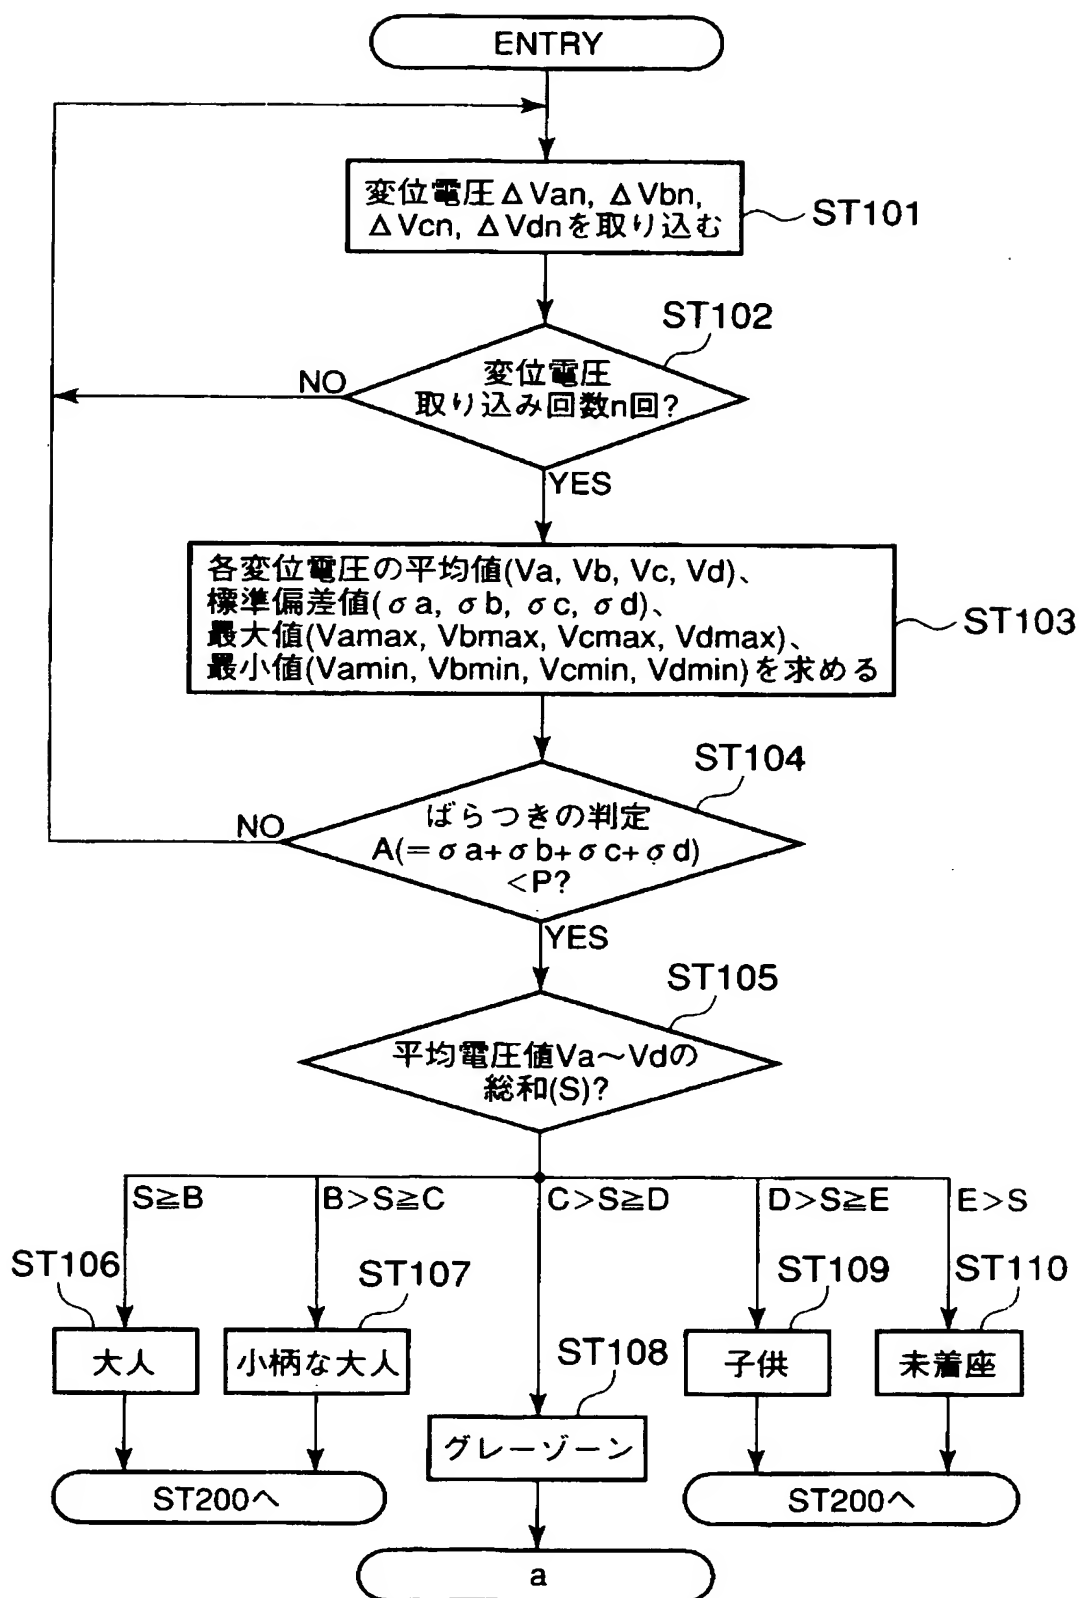 ENTRY
変位電圧ΔVan, ΔVbn,
ΔVcn, ΔVdnを取り込む
ST101
ST102
変位電圧
取り込み回数n回?
NO
YES
各変位電圧の平均値(Va, Vb, Vc, Vd)、
標準偏差値(σa, σb, σc, σd)、
最大値(Vamax, Vbmax, Vcmax, Vdmax)、
最小値(Vamin, Vbmin, Vcmin, Vdmin)を求める
ST103
ST104
ばらつきの判定
A(=σa+σb+σc+σd)
<P?
NO
YES
ST105
平均電圧値Va〜Vdの
総和(S)?
S≧B
B>S≧C
C>S≧D
D>S≧E
E>S
ST106
ST107
ST108
ST109
ST110
大人
小柄な大人
グレーゾーン
子供
未着座
ST200へ
ST200へ
a